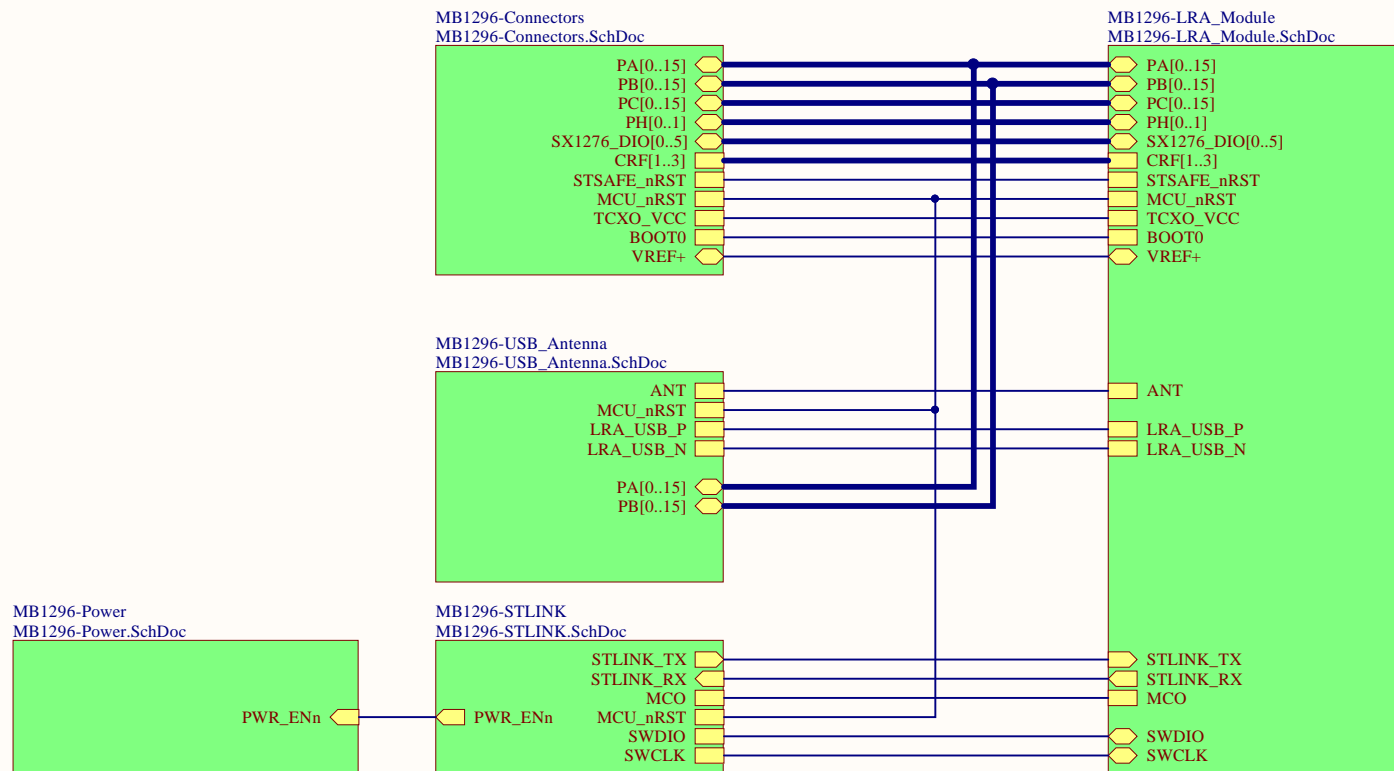 MB1296-Connectors
MB1296-Connectors.SchDoc
PA[0..15]
PB[0..15]
PC[0..15]
PH[0..1]
SX1276_DIO[0..5]
CRF[1..3]
STSAFE_nRST
MCU_nRST
TCXO_VCC
BOOT0
VREF+
MB1296-LRA_Module
MB1296-LRA_Module.SchDoc
PA[0..15]
PB[0..15]
PC[0..15]
PH[0..1]
SX1276_DIO[0..5]
CRF[1..3]
STSAFE_nRST
MCU_nRST
TCXO_VCC
BOOT0
VREF+
ANT
LRA_USB_P
LRA_USB_N
STLINK_TX
STLINK_RX
MCO
SWDIO
SWCLK
MB1296-USB_Antenna
MB1296-USB_Antenna.SchDoc
ANT
MCU_nRST
LRA_USB_P
LRA_USB_N
PA[0..15]
PB[0..15]
MB1296-Power
MB1296-Power.SchDoc
PWR_ENn
MB1296-STLINK
MB1296-STLINK.SchDoc
STLINK_TX
STLINK_RX
MCO
PWR_ENn
MCU_nRST
SWDIO
SWCLK